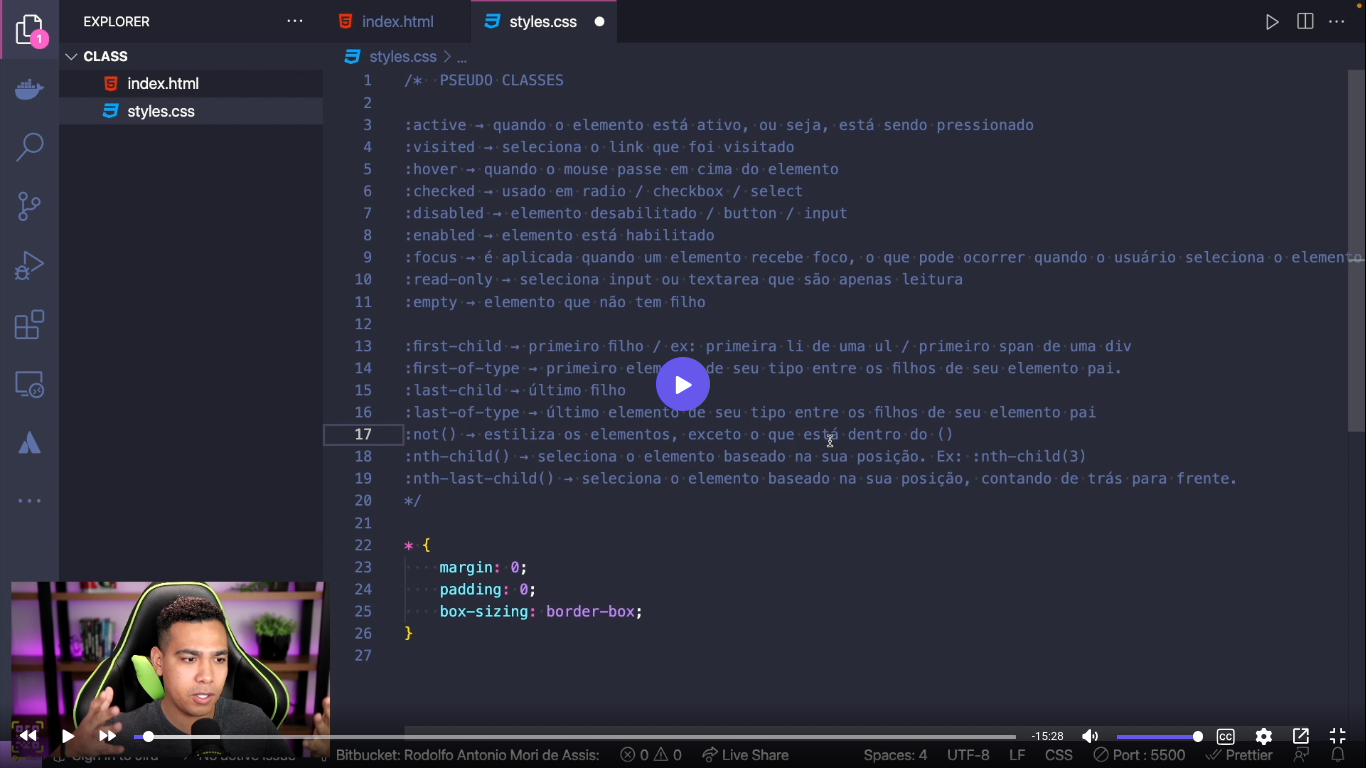 EXPLORER
index.html
styles.css
1
CLASS
index.html
styles.css
styles.css > ...
1 /* PSEUDO CLASSES
2
3 :active → quando o elemento está ativo, ou seja, está sendo pressionado
4 :visited → seleciona o link que foi visitado
5 :hover → quando o mouse passe em cima do elemento
6 :checked → usado em radio / checkbox / select
7 :disabled → elemento desabilitado / button / input
8 :enabled → elemento está habilitado
9 :focus → é aplicada quando um elemento recebe foco, o que pode ocorrer quando o usuário seleciona o elemento
10 :read-only → seleciona input ou textarea que são apenas leitura
11 :empty → elemento que não tem filho
12
13 :first-child → primeiro filho / ex: primeira li de uma ul / primeiro span de uma div
14 :first-of-type → primeiro elem de seu tipo entre os filhos de seu elemento pai.
15 :last-child → último filho
16 :last-of-type → último elemento de seu tipo entre os filhos de seu elemento pai
17 :not() → estiliza os elementos, exceto o que está dentro do ()
18 :nth-child() → seleciona o elemento baseado na sua posição. Ex: :nth-child(3)
19 :nth-last-child() → seleciona o elemento baseado na sua posição, contando de trás para frente.
20 */
21
22 * {
23 margin: 0;
24 padding: 0;
25 box-sizing: border-box;
26 }
27
-15:28
CC
Sign in to Jira
No active issue
Bitbucket: Rodolfo Antonio Mori de Assis:
0
0
Live Share
Spaces: 4
UTF-8
LF
CSS
Port : 5500
Prettier